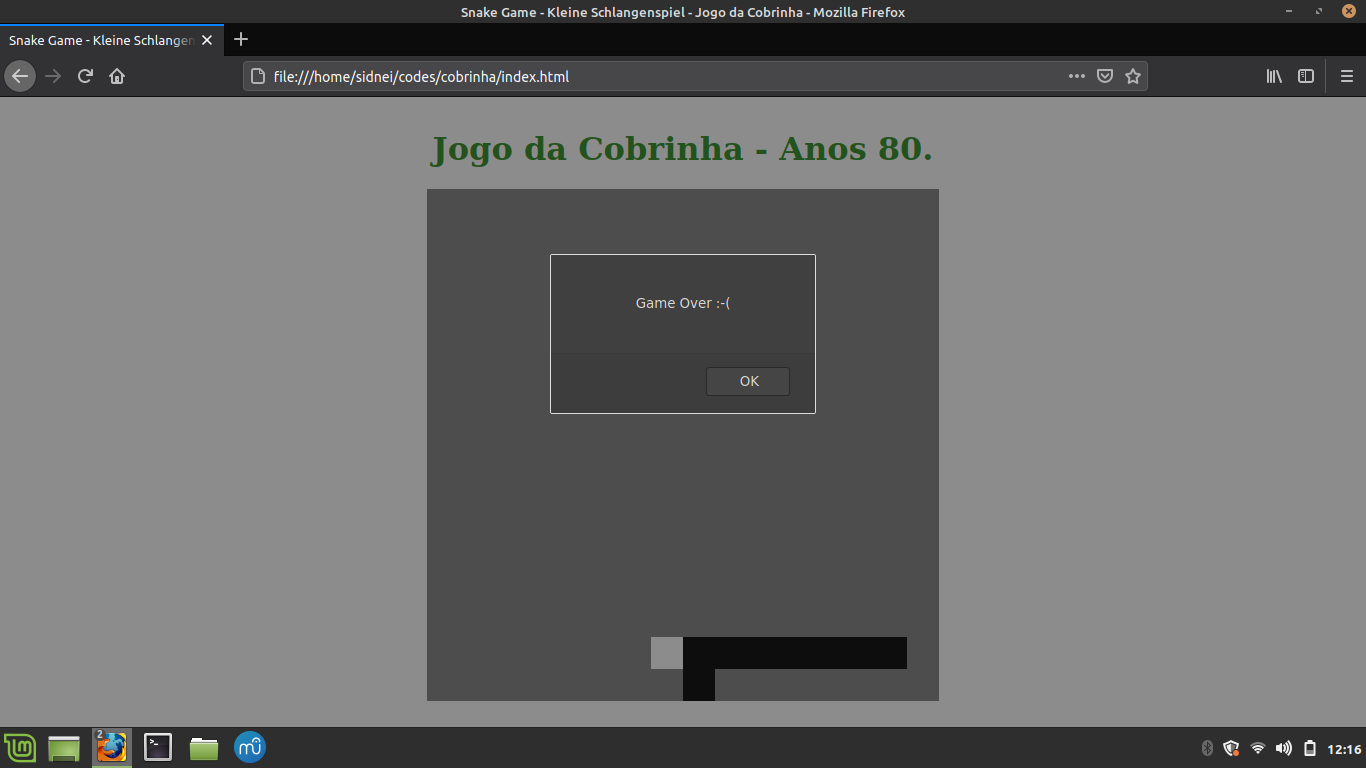 Snake Game - Kleine Schlangenspiel - Jogo da Cobrinha - Mozilla Firefox
Snake Game - Kleine Schlangen
file:///home/sidnei/codes/cobrinha/index.html
Jogo da Cobrinha - Anos 80.
Game Over :-(
OK
2
12:16